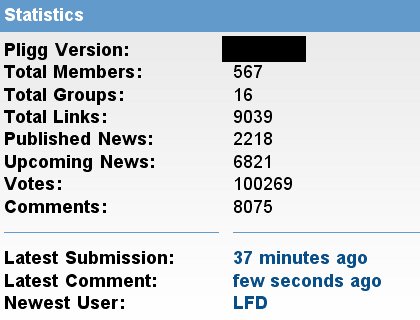 Statistics
Pligg Version:
Total Members: 567
Total Groups: 16
Total Links: 9039
Published News: 2218
Upcoming News: 6821
Votes: 100269
Comments: 8075
Latest Submission: 37 minutes ago
Latest Comment: few seconds ago
Newest User: LFD